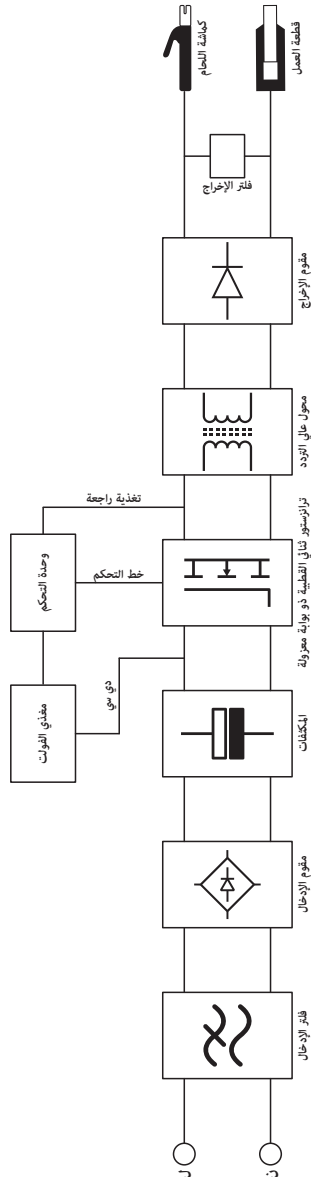 كماشة اللحام
قطعة العمل
فلتر الإخراج
مقوم الإخراج
محول عالي التردد
تغذية راجعة
وحدة التحكم
خط التحكم
ترانزستور ثنائي القطبية ذو بوابة معزولة
دي سي
مغذي الفولت
المكثفات
مقوم الإدخال
فلتر الإدخال
ل
ن